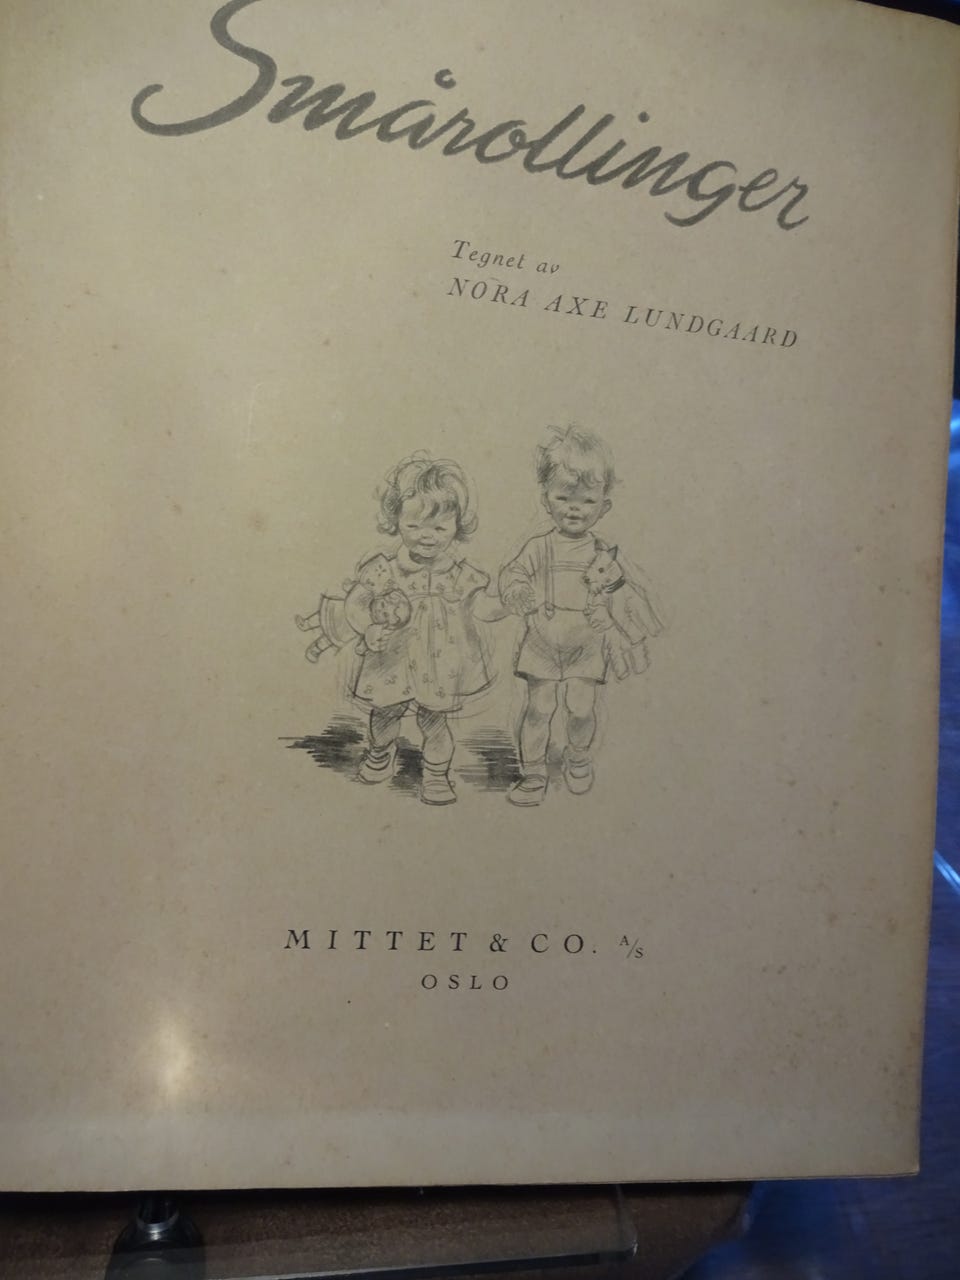 Smårollinger
Tegnet av
NORA AXE LUNDGAARD
MITTET & CO. A/S
OSLO